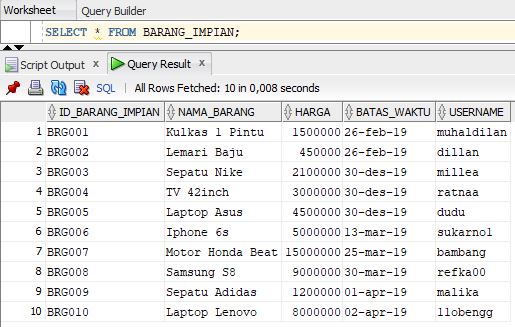 Worksheet Query Builder
SELECT * FROM BARANG_IMPIAN;
Script Output x Query Result x
SQL | All Rows Fetched: 10 in 0,008 seconds
ID_BARANG_IMPIAN NAMA_BARANG HARGA BATAS_WAKTU USERNAME
1 BRG001 Kulkas 1 Pintu 1500000 26-feb-19 muhaldilan
2 BRG002 Lemari Baju 450000 26-feb-19 dillan
3 BRG003 Sepatu Nike 2100000 30-des-19 millea
4 BRG004 TV 42inch 3000000 30-des-19 ratnaa
5 BRG005 Laptop Asus 4500000 30-des-19 dudu
6 BRG006 Iphone 6s 5000000 13-mar-19 sukarno1
7 BRG007 Motor Honda Beat 15000000 25-mar-19 bambang
8 BRG008 Samsung S8 9000000 30-mar-19 refka00
9 BRG009 Sepatu Adidas 1200000 01-apr-19 malika
10 BRG010 Laptop Lenovo 8000000 02-apr-19 llobengg